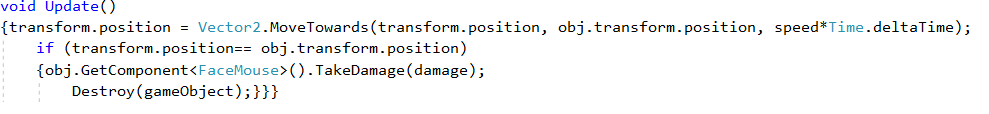 void Update()
{transform.position = Vector2.MoveTowards(transform.position, obj.transform.position, speed*Time.deltaTime);
if (transform.position== obj.transform.position)
{obj.GetComponent<FaceMouse>().TakeDamage(damage);
Destroy(gameObject);}}}